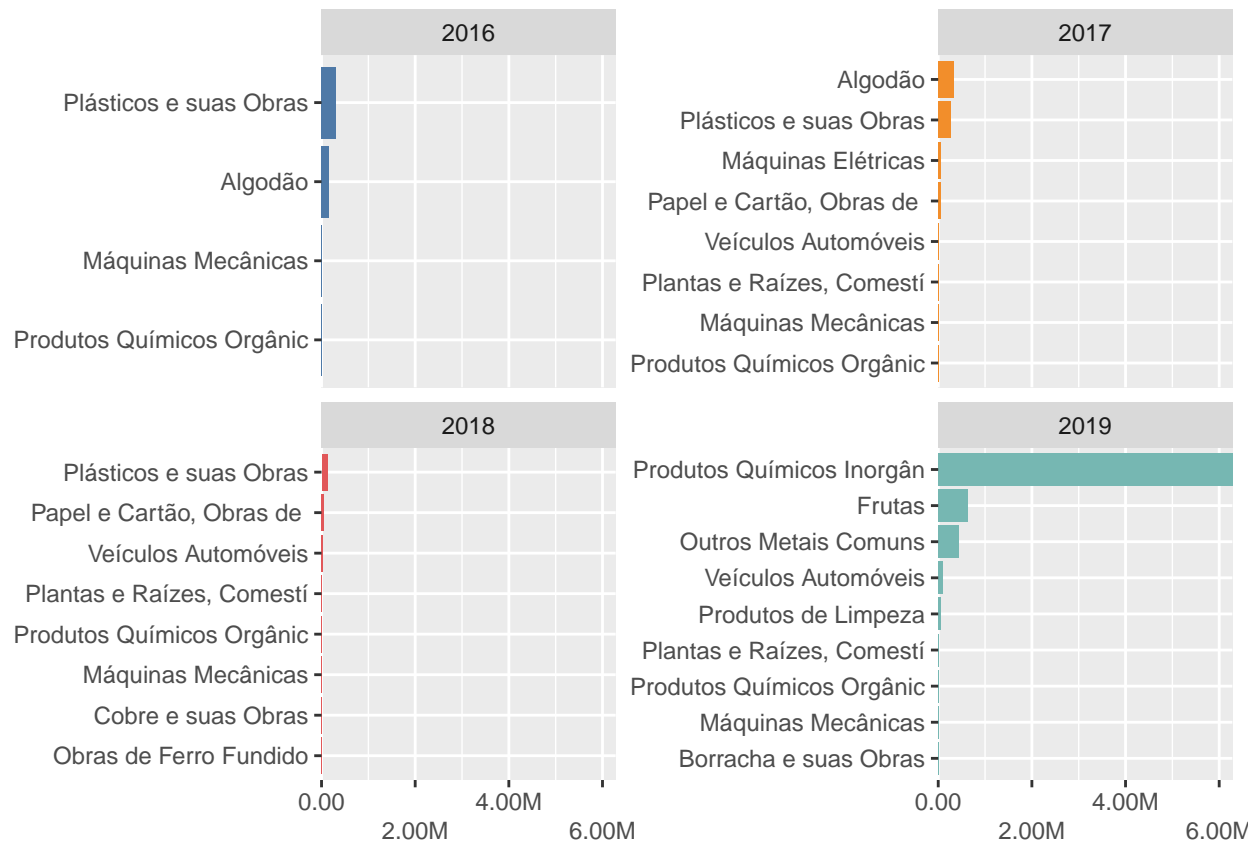 2016
Plásticos e suas Obras
Algodão
Máquinas Mecânicas
Produtos Químicos Orgânic
2017
Algodão
Plásticos e suas Obras
Máquinas Elétricas
Papel e Cartão, Obras de
Veículos Automóveis
Plantas e Raízes, Comestí
Máquinas Mecânicas
Produtos Químicos Orgânic
2018
Plásticos e suas Obras
Papel e Cartão, Obras de
Veículos Automóveis
Plantas e Raízes, Comestí
Produtos Químicos Orgânic
Máquinas Mecânicas
Cobre e suas Obras
Obras de Ferro Fundido
0.00 4.00M
2.00M 6.00M
2019
Produtos Químicos Inorgân
Frutas
Outros Metais Comuns
Veículos Automóveis
Produtos de Limpeza
Plantas e Raízes, Comestí
Produtos Químicos Orgânic
Máquinas Mecânicas
Borracha e suas Obras
0.00 4.00M
2.00M 6.00M